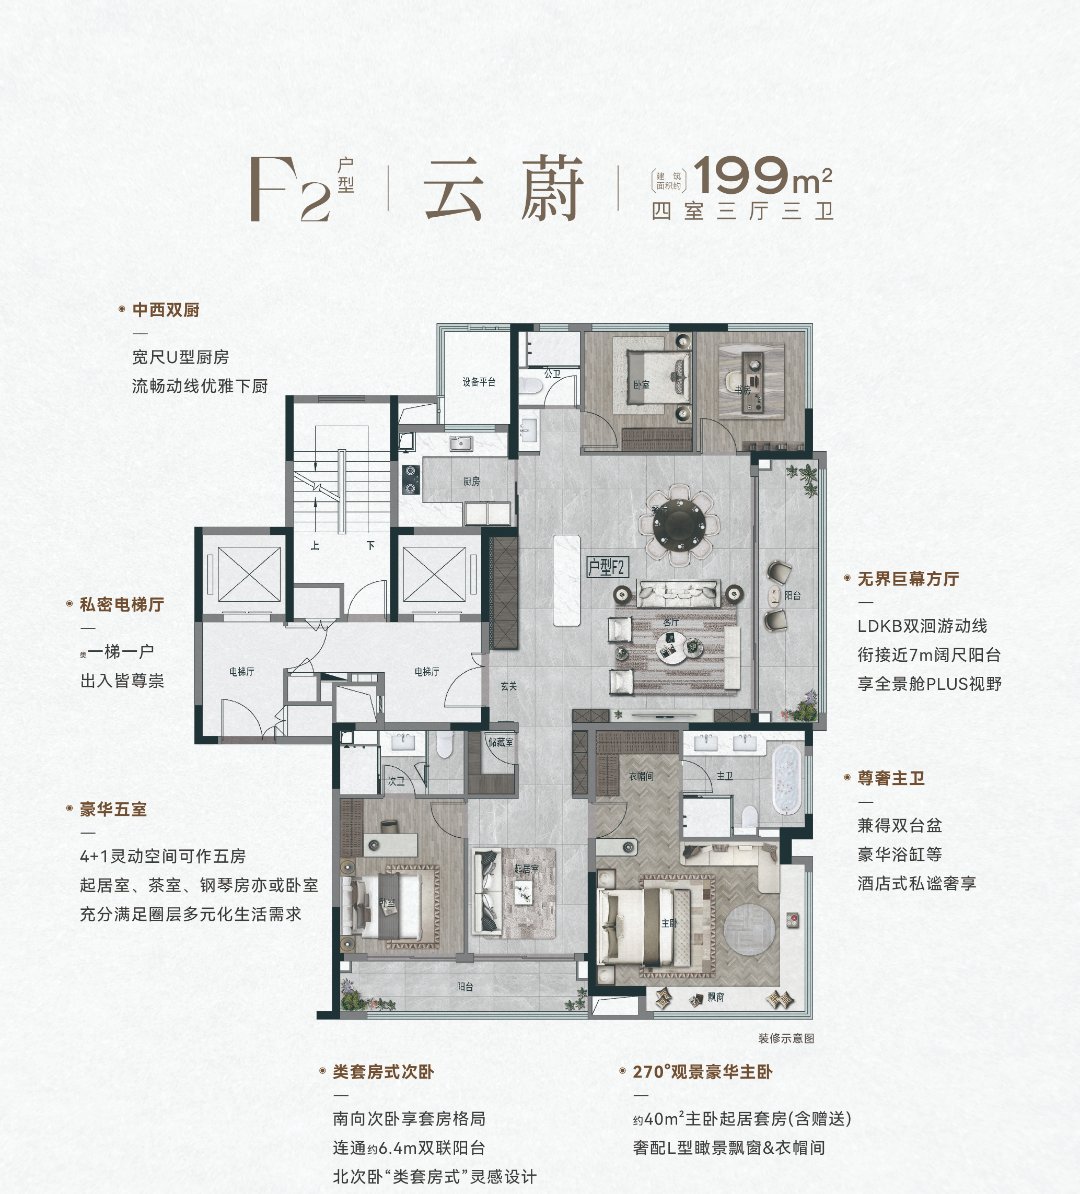 F2户型
云蔚
建筑面积约199m²
四室三厅三卫
中西双厨
宽尺U型厨房
流畅动线优雅下厨
私密电梯厅
类一梯一户
出入皆尊崇
豪华五室
4+1灵动空间可作五房
起居室、茶室、钢琴房亦或卧室
充分满足圈层多元化生活需求
设备平台
公卫
卧室
书房
厨房
上
下
户型F2
客厅
阳台
电梯厅
电梯厅
玄关
储藏室
次卫
衣帽间
主卫
起居室
卧室
主卧
阳台
飘窗
无界巨幕方厅
LDKB双洄游动线
衔接近7m阔尺阳台
享全景舱PLUS视野
尊奢主卫
兼得双台盆
豪华浴缸等
酒店式私谧奢享
装修示意图
类套房式次卧
南向次卧享套房格局
连通约6.4m双联阳台
北次卧“类套房式”灵感设计
270°观景豪华主卧
约40m²主卧起居套房(含赠送)
奢配L型瞰景飘窗&衣帽间